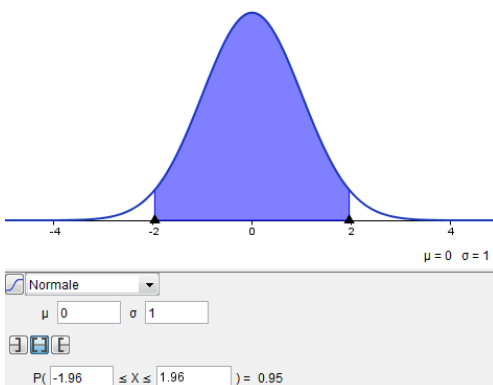 -4 -2 0 2 4
μ = 0 σ = 1
Normale
μ 0 σ 1
P( -1.96 ≤ X ≤ 1.96 ) = 0.95